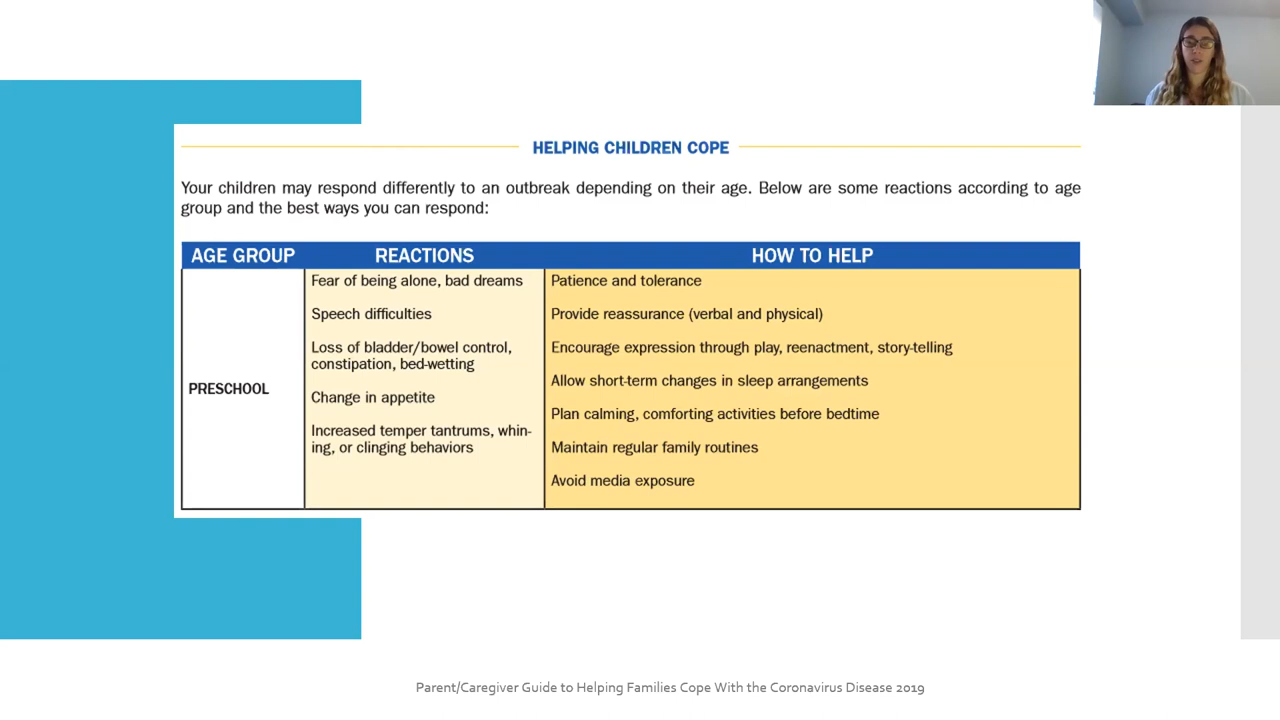 HELPING CHILDREN COPE
Your children may respond differently to an outbreak depending on their age. Below are some reactions according to age
group and the best ways you can respond:
AGE GROUP REACTIONS HOW TO HELP
PRESCHOOL
Fear of being alone, bad dreams
Speech difficulties
Loss of bladder/bowel control,
constipation, bed-wetting
Change in appetite
Increased temper tantrums, whin-
ing, or clinging behaviors
Patience and tolerance
Provide reassurance (verbal and physical)
Encourage expression through play, reenactment, story-telling
Allow short-term changes in sleep arrangements
Plan calming, comforting activities before bedtime
Maintain regular family routines
Avoid media exposure
Parent/Caregiver Guide to Helping Families Cope With the Coronavirus Disease 2019